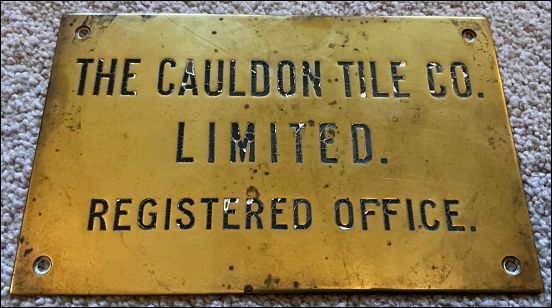 THE CAULDON TILE CO.
LIMITED.
REGISTERED OFFICE.